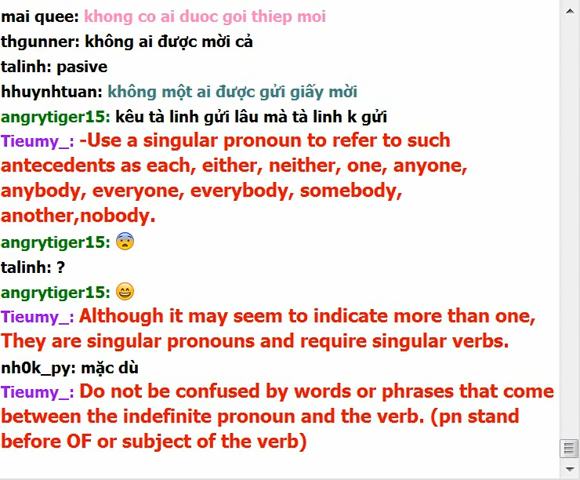 mai quee: khong co ai duoc goi thiep moi
thgunner: không ai được mời cả
talinh: pasive
hhuynhtuan: không một ai được gửi giấy mời
angrytiger15: kêu tà linh gửi lâu mà tà linh k gửi
Tieumy_: -Use a singular pronoun to refer to such
antecedents as each, either, neither, one, anyone,
anybody, everyone, everybody, somebody,
another,nobody.
angrytiger15: 😨
talinh: ?
angrytiger15: 😄
Tieumy_: Although it may seem to indicate more than one,
They are singular pronouns and require singular verbs.
nh0k_py: mặc dù
Tieumy_: Do not be confused by words or phrases that come
between the indefinite pronoun and the verb. (pn stand
before OF or subject of the verb)